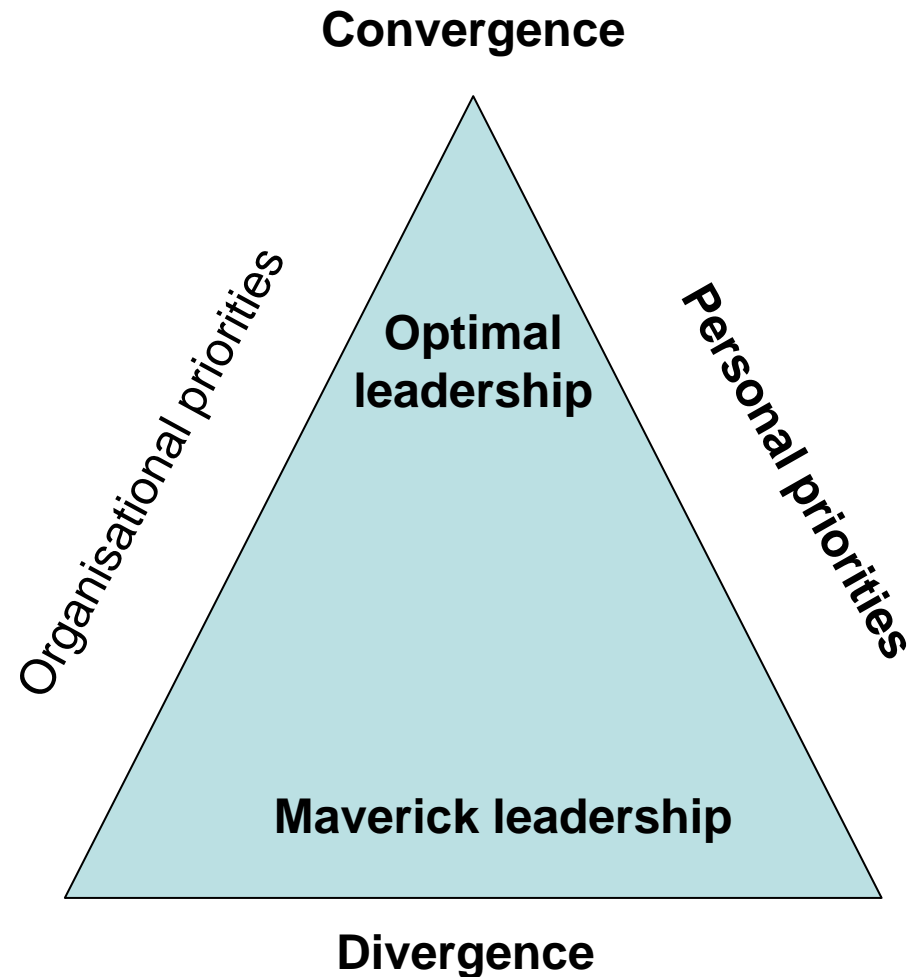 Convergence
Organisational priorities
Optimal
leadership
Personal priorities
Maverick leadership
Divergence